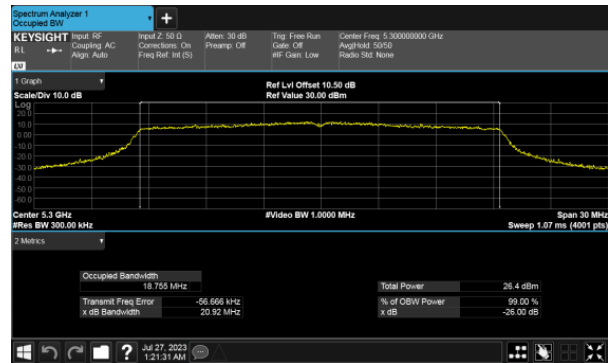 Spectrum Analyzer 1
Occupied BW
KEYSIGHT Input: RF Input Z: 50 Ω Atten: 30 dB Trig: Free Run Center Freq: 5.300000000 GHz
RL Coupling: AC Corrections: On Preamp: Off Gate: Off Avg|Hold: 50/50
Align: Auto Freq Ref: Int (S) #IF Gain: Low Radio Std: None
1 Graph
Ref Lvl Offset 10.50 dB
Scale/Div 10.0 dB Ref Value 30.00 dBm
Log
20.0
10.0
0.00
-10.0
-20.0
-30.0
-40.0
-50.0
-60.0
Center 5.3 GHz #Video BW 1.0000 MHz Span 30 MHz
#Res BW 300.00 kHz Sweep 1.07 ms (4001 pts)
2 Metrics
Occupied Bandwidth
18.755 MHz Total Power 26.4 dBm
Transmit Freq Error -56.666 kHz % of OBW Power 99.00 %
x dB Bandwidth 20.92 MHz x dB -26.00 dB
Jul 27, 2023
1:21:31 AM